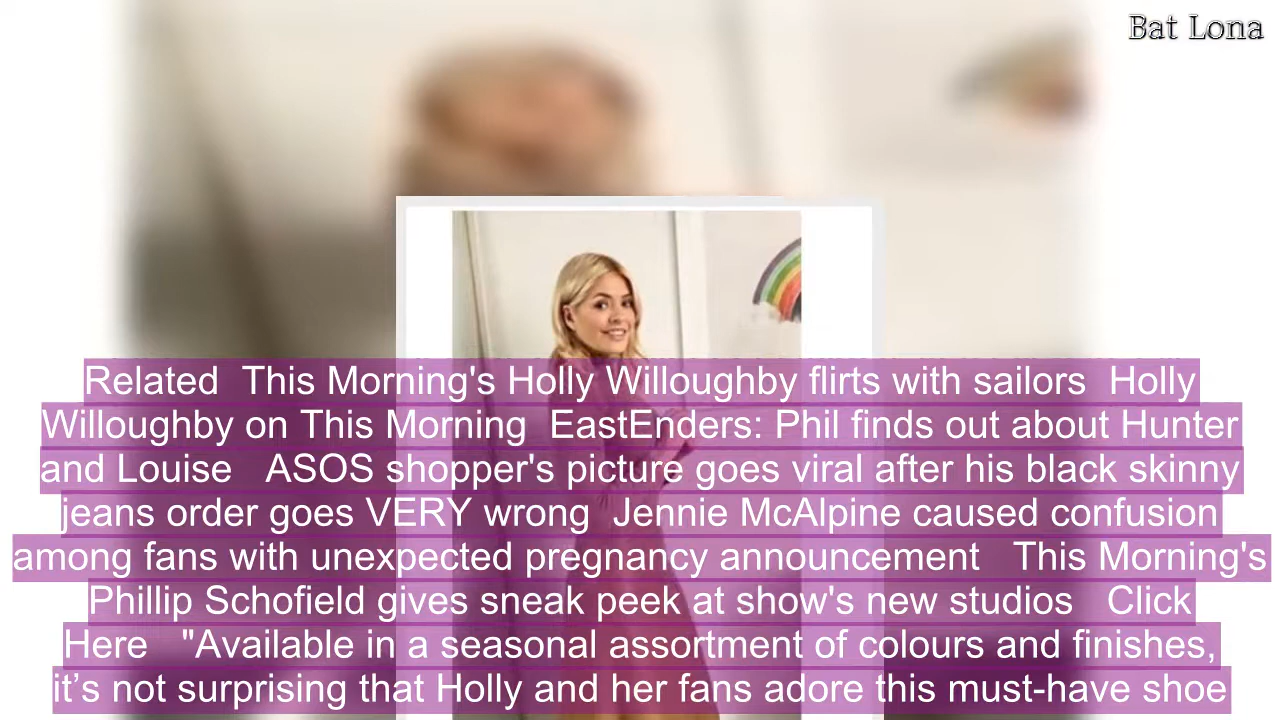 Bat Lona
Related  This Morning's Holly Willoughby flirts with sailors  Holly
Willoughby on This Morning  EastEnders: Phil finds out about Hunter
and Louise   ASOS shopper's picture goes viral after his black skinny
jeans order goes VERY wrong  Jennie McAlpine caused confusion
among fans with unexpected pregnancy announcement   This Morning's
Phillip Schofield gives sneak peek at show's new studios   Click
Here   "Available in a seasonal assortment of colours and finishes,
it’s not surprising that Holly and her fans adore this must-have shoe